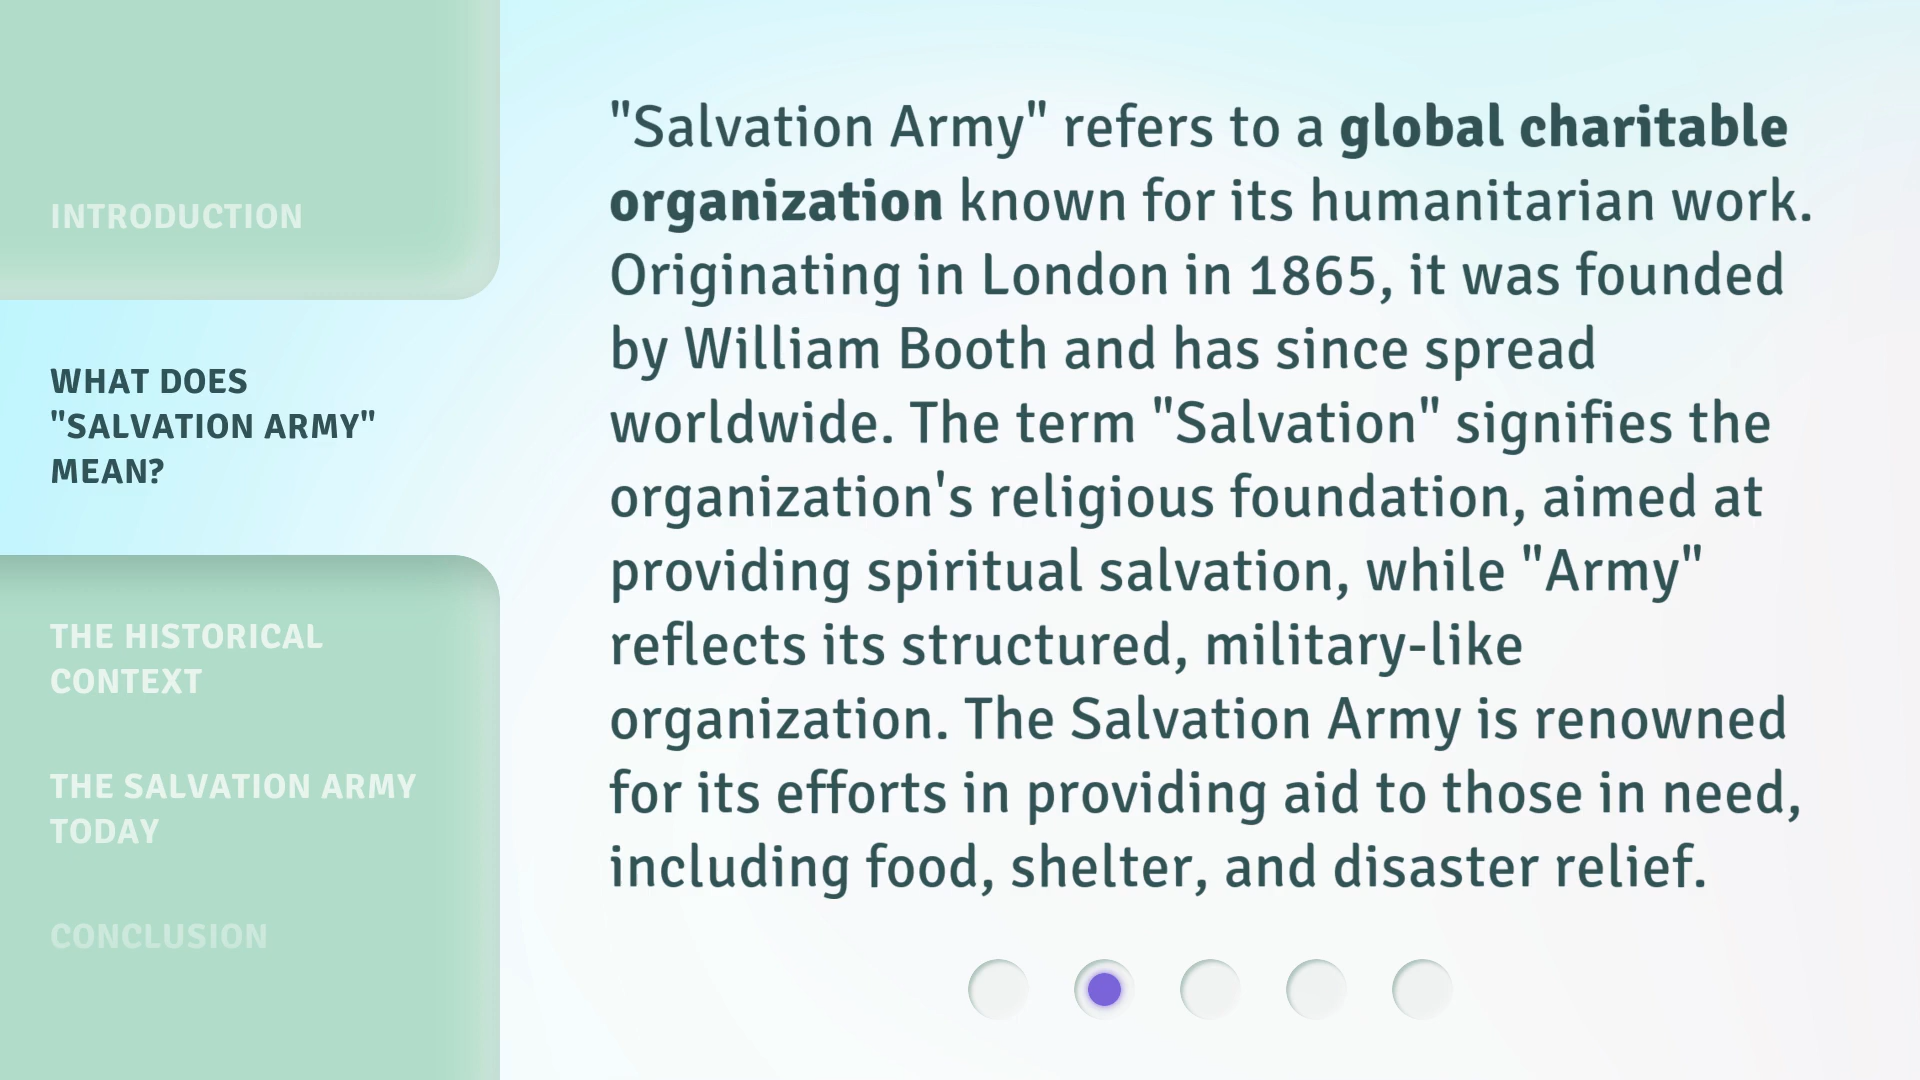 INTRODUCTION
WHAT DOES
"SALVATION ARMY"
MEAN?
THE HISTORICAL
CONTEXT
THE SALVATION ARMY
TODAY
CONCLUSION
"Salvation Army" refers to a global charitable
organization known for its humanitarian work.
Originating in London in 1865, it was founded
by William Booth and has since spread
worldwide. The term "Salvation" signifies the
organization's religious foundation, aimed at
providing spiritual salvation, while "Army"
reflects its structured, military-like
organization. The Salvation Army is renowned
for its efforts in providing aid to those in need,
including food, shelter, and disaster relief.